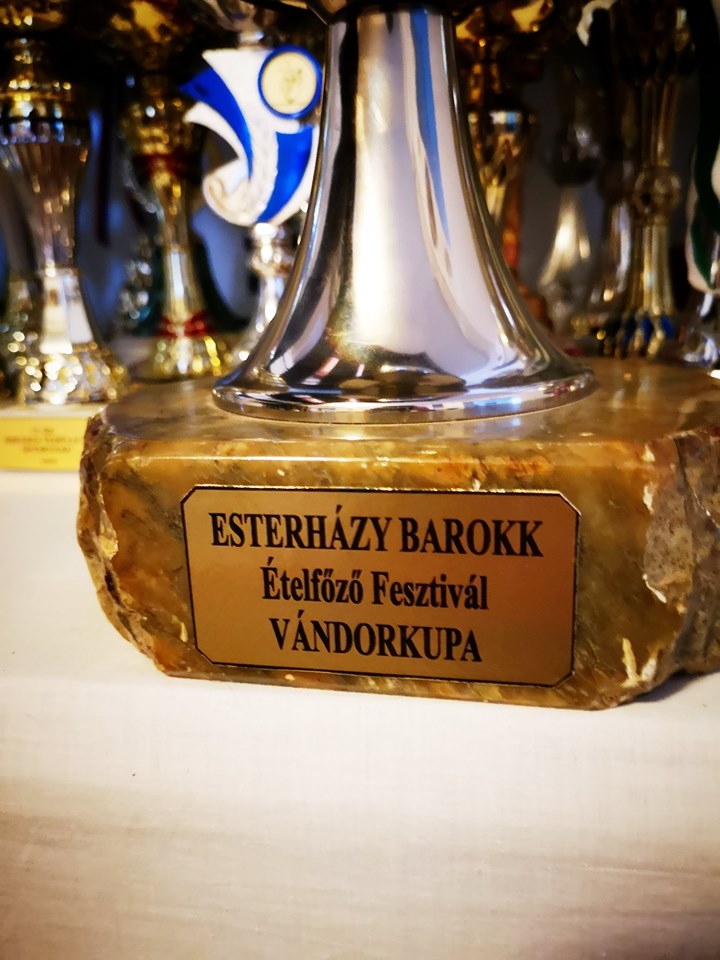 ESTERHÁZY BAROKK
Ételfőző Fesztivál
VÁNDORKUPA